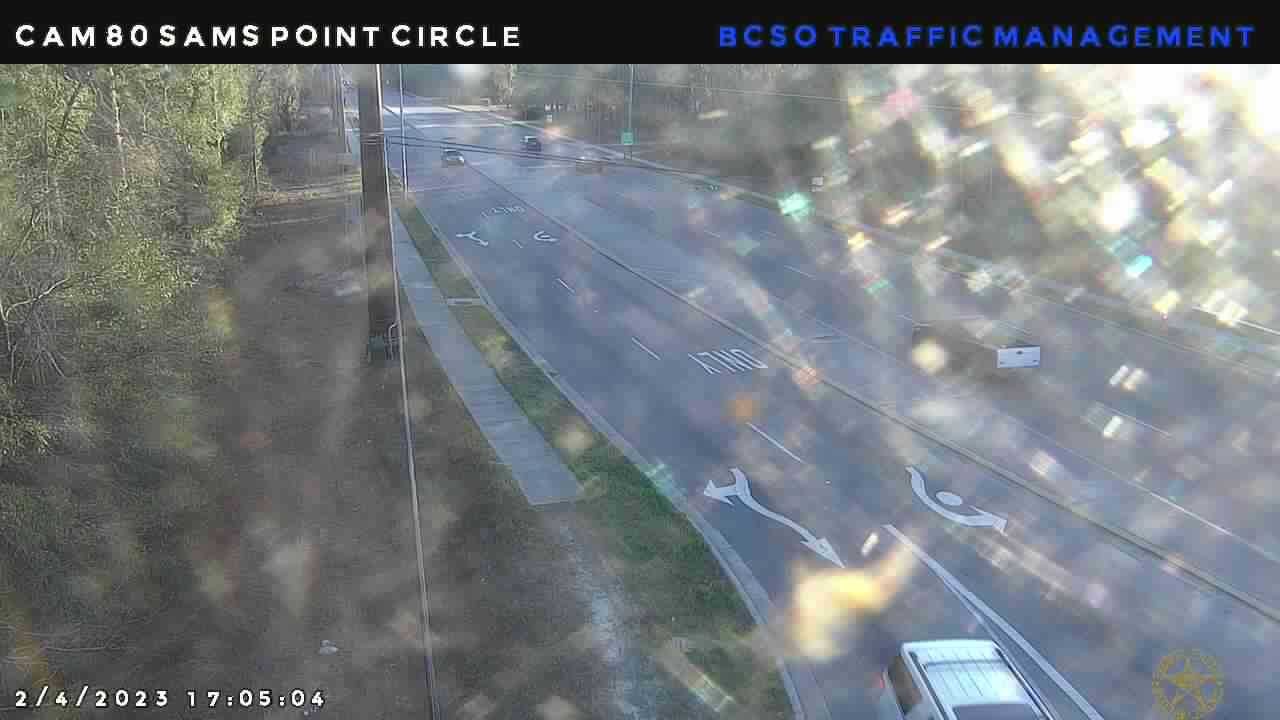 CAM 80 SAMS POINT CIRCLE
BCSO TRAFFIC MANAGEMENT
ONLY
ONLY
2/4/2023 17:05:04